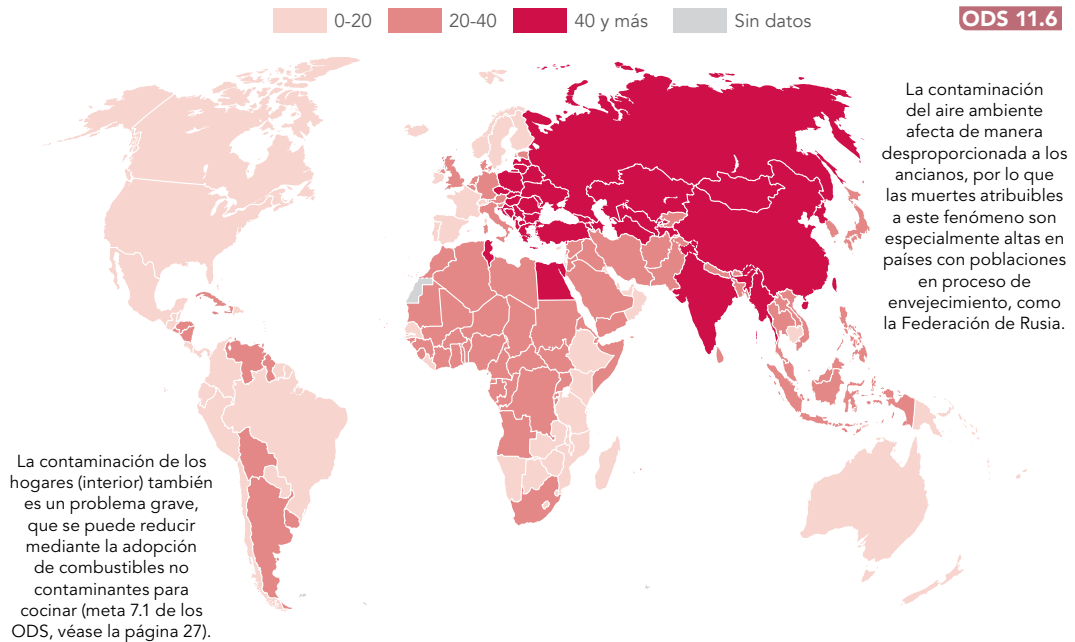 0-20
20-40
40 y más
Sin datos
ODS 11.6
La contaminación
del aire ambiente
afecta de manera
desproporcionada a los
ancianos, por lo que
las muertes atribuibles
a este fenómeno son
especialmente altas en
países con poblaciones
en proceso de
envejecimiento, como
la Federación de Rusia.
La contaminación de los
hogares (interior) también
es un problema grave,
que se puede reducir
mediante la adopción
de combustibles no
contaminantes para
cocinar (meta 7.1 de los
ODS, véase la página 27).